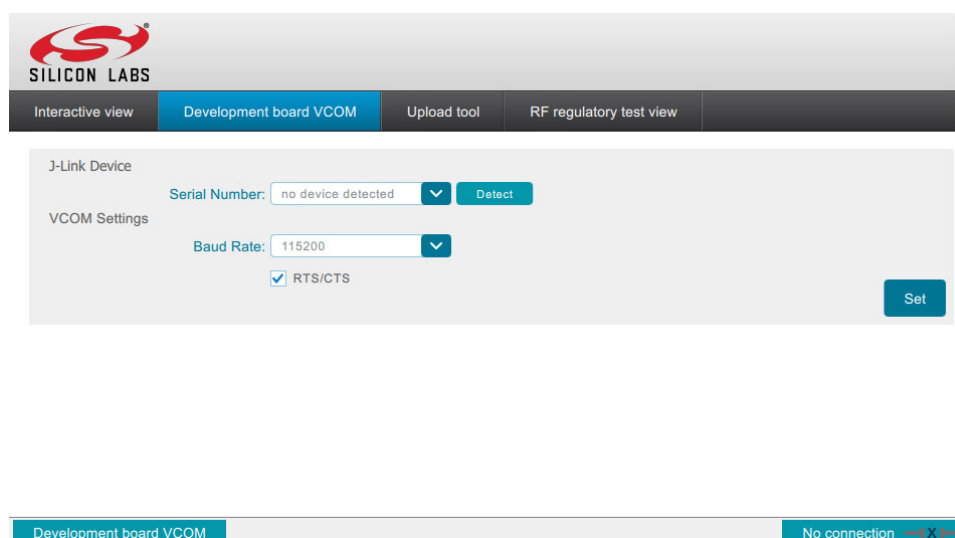 SILICON LABS
Interactive view Development board VCOM Upload tool RF regulatory test view
J-Link Device
Serial Number: no device detected Detect
VCOM Settings
Baud Rate: 115200
RTS/CTS
Set
Development board VCOM No connection X